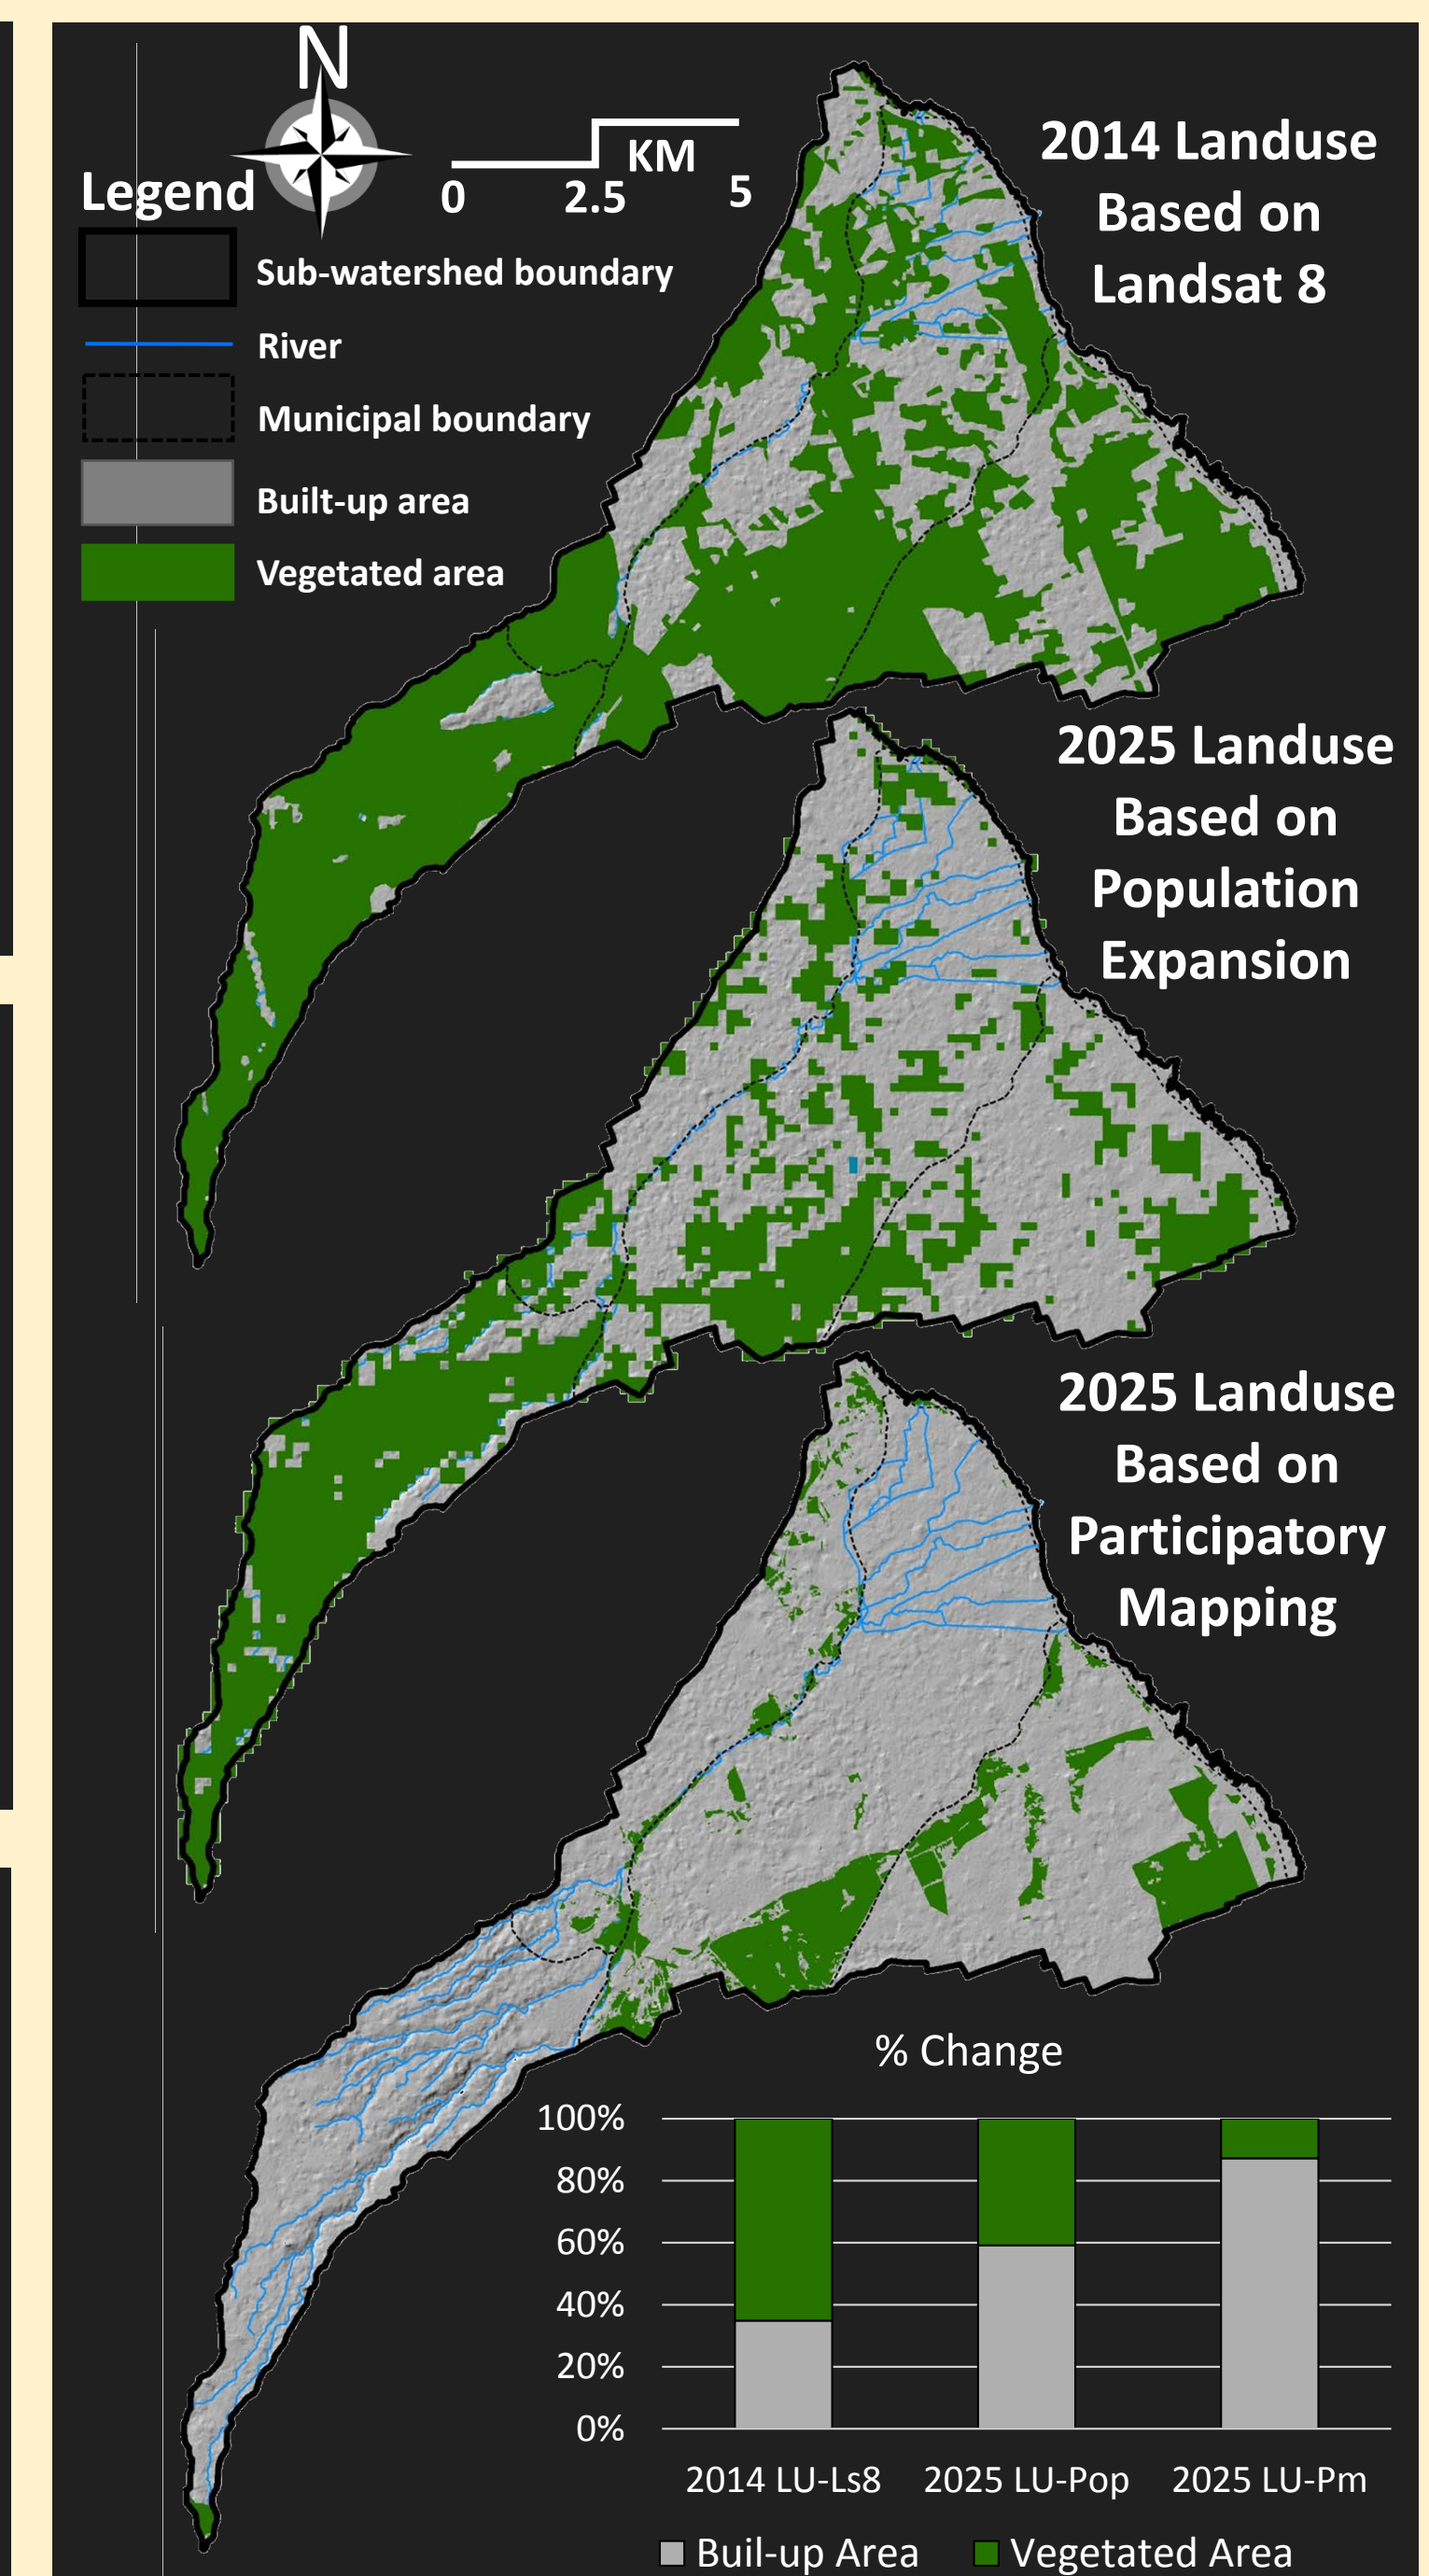 N
KM
0 2.5 5
Legend
Sub-watershed boundary
River
Municipal boundary
Built-up area
Vegetated area
2014 Landuse
Based on
Landsat 8
2025 Landuse
Based on
Population
Expansion
2025 Landuse
Based on
Participatory
Mapping
% Change
100%
80%
60%
40%
20%
0%
2014 LU-Ls8 2025 LU-Pop 2025 LU-Pm
Buil-up Area Vegetated Area